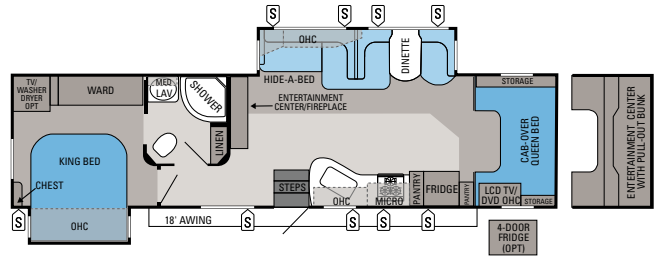 S
S
S
S
OHC
DINETTE
HIDE-A-BED
TV/
WASHER
DRYER
OPT
WARD
MED
LAV
SHOWER
LINEN
ENTERTAINMENT
CENTER/FIREPLACE
STORAGE
CAB-OVER
QUEEN BED
ENTERTAINMENT CENTER
WITH PULL-OUT BUNK
KING BED
CHEST
OHC
STEPS
OHC
MICRO
PANTRY
FRIDGE
PANTRY
LCD TV/
DVD OHC
STORAGE
S
18' AWING
S
S
S
S
4-DOOR
FRIDGE
(OPT)